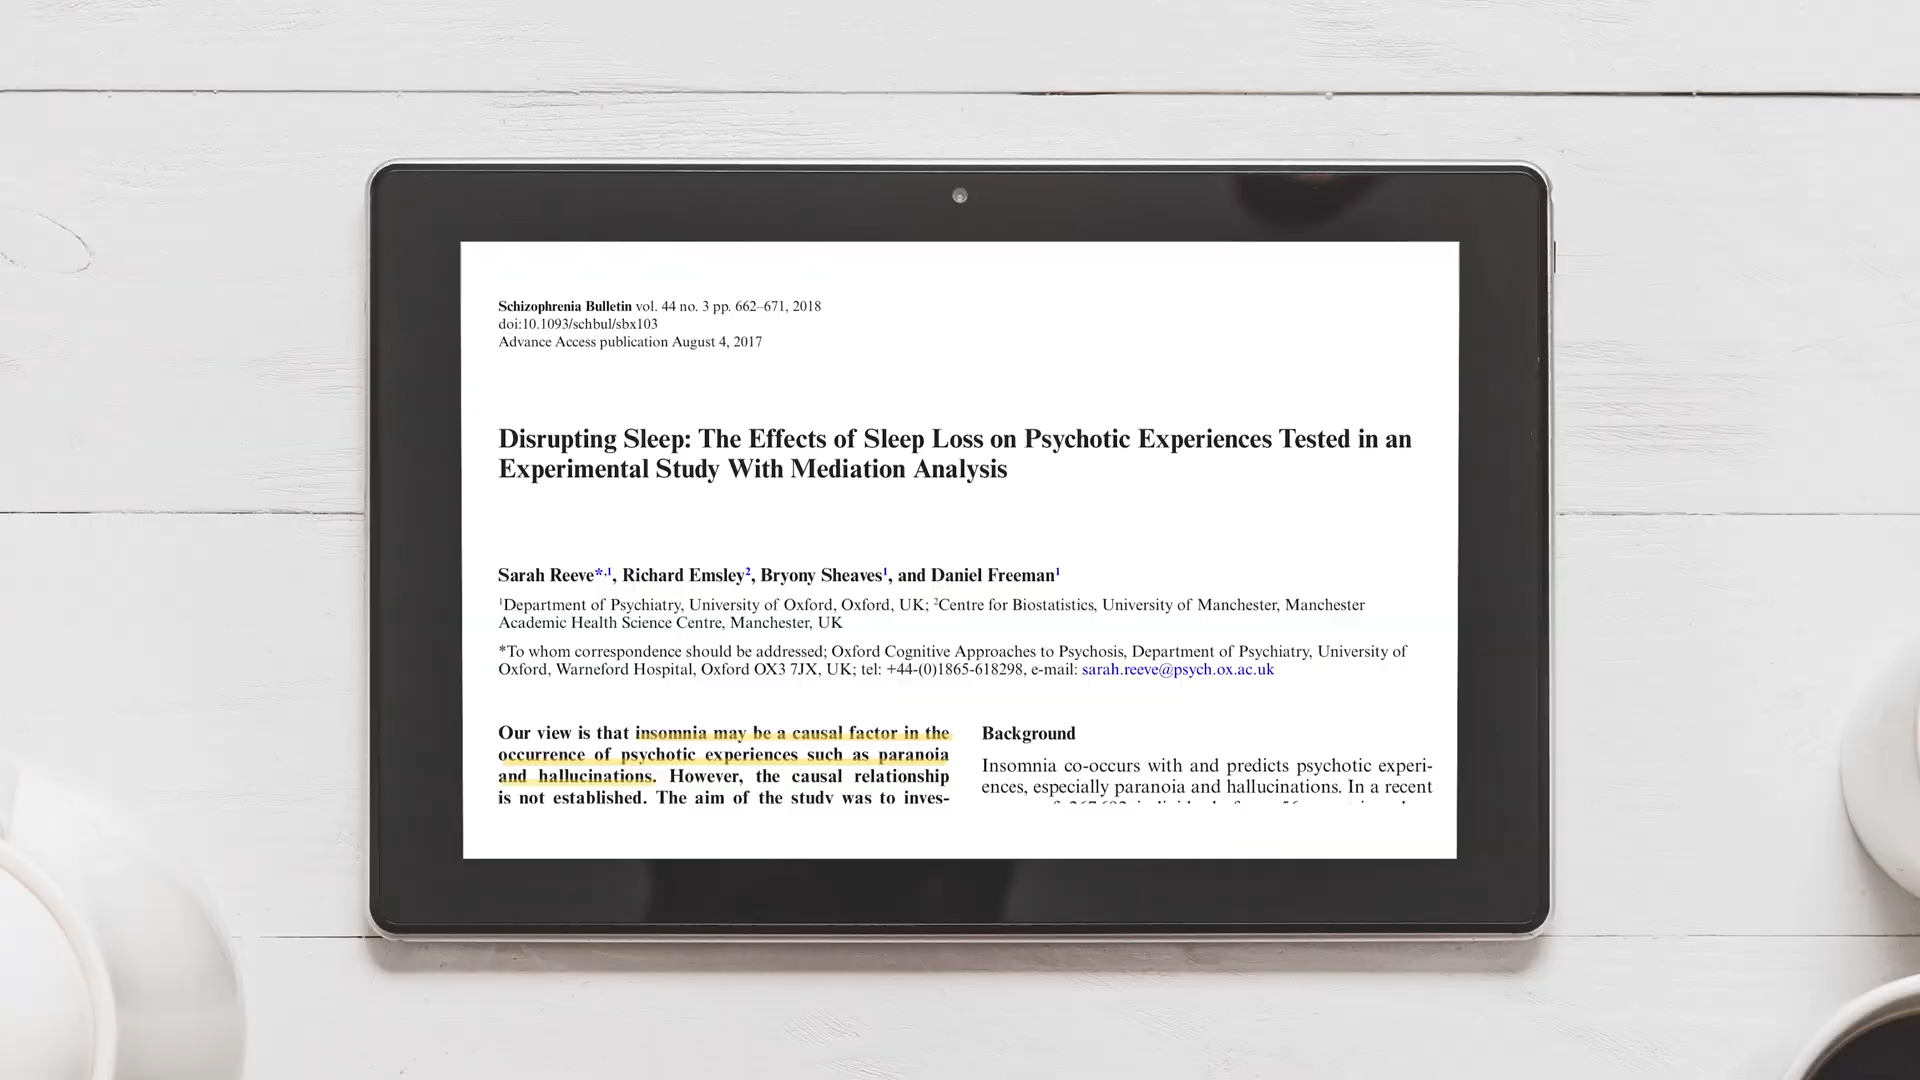 Schizophrenia Bulletin vol. 44 no. 3 pp. 662–671, 2018
doi:10.1093/schbul/sbx103
Advance Access publication August 4, 2017
Disrupting Sleep: The Effects of Sleep Loss on Psychotic Experiences Tested in an
Experimental Study With Mediation Analysis
Sarah Reeve*,1, Richard Emsley2, Bryony Sheaves1, and Daniel Freeman1
1Department of Psychiatry, University of Oxford, Oxford, UK; 2Centre for Biostatistics, University of Manchester, Manchester
Academic Health Science Centre, Manchester, UK
*To whom correspondence should be addressed; Oxford Cognitive Approaches to Psychosis, Department of Psychiatry, University of
Oxford, Warneford Hospital, Oxford OX3 7JX, UK; tel: +44-(0)1865-618298, e-mail: sarah.reeve@psych.ox.ac.uk
Our view is that insomnia may be a causal factor in the
occurrence of psychotic experiences such as paranoia
and hallucinations. However, the causal relationship
is not established. The aim of the study was to inves-
Background
Insomnia co-occurs with and predicts psychotic experi-
ences, especially paranoia and hallucinations. In a recent